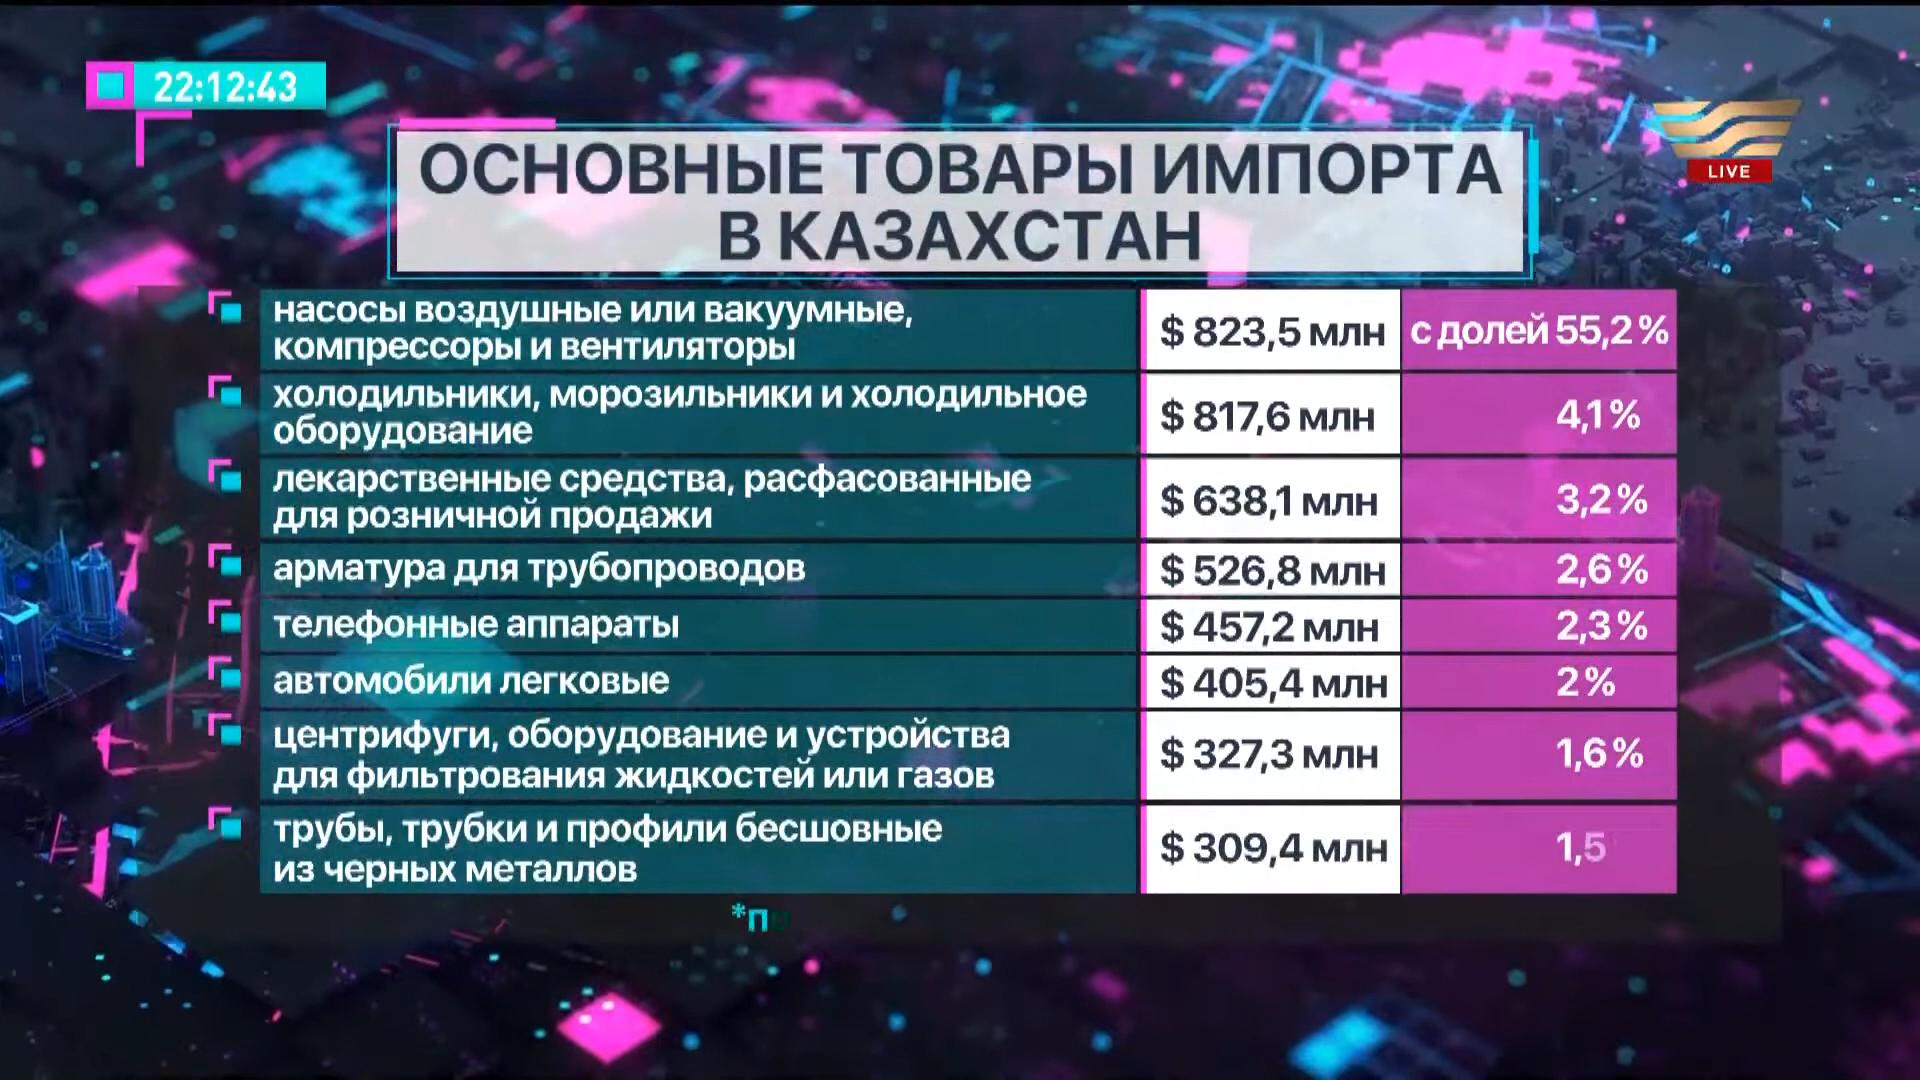 22:12:43
LIVE
ОСНОВНЫЕ ТОВАРЫ ИМПОРТА
В КАЗАХСТАН
насосы воздушные или вакуумные,
компрессоры и вентиляторы
$ 823,5 млн
с долей 55,2%
холодильники, морозильники и холодильное
оборудование
$ 817,6 млн
4,1%
лекарственные средства, расфасованные
для розничной продажи
$ 638,1 млн
3,2%
арматура для трубопроводов
$ 526,8 млн
2,6%
телефонные аппараты
$ 457,2 млн
2,3%
автомобили легковые
$ 405,4 млн
2%
центрифуги, оборудование и устройства
для фильтрования жидкостей или газов
$ 327,3 млн
1,6%
трубы, трубки и профили бесшовные
из черных металлов
$ 309,4 млн
1,5